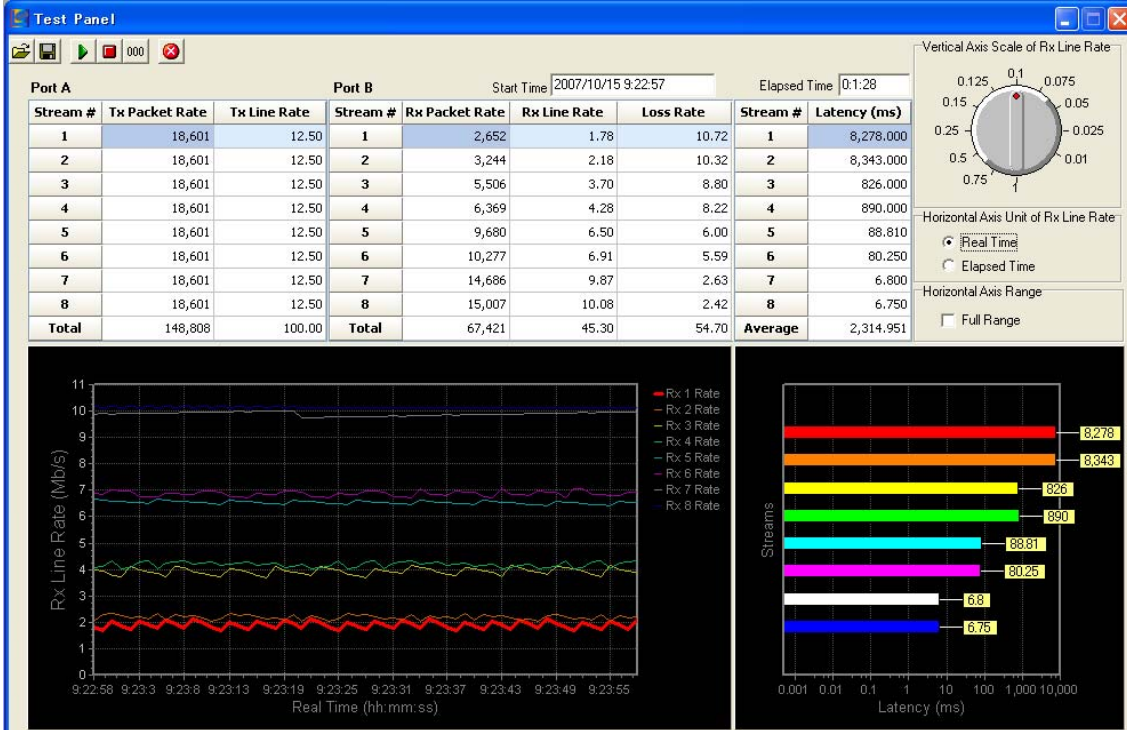 Test Panel
000
Port A
Port B
Start Time 2007/10/15 9:22:57
Elapsed Time 0:1:28
Stream # Tx Packet Rate Tx Line Rate Stream # Rx Packet Rate Rx Line Rate Loss Rate Stream # Latency (ms)
1 18,601 12.50 1 2,652 1.78 10.72 1 8,278.000
2 18,601 12.50 2 3,244 2.18 10.32 2 8,343.000
3 18,601 12.50 3 5,506 3.70 8.80 3 826.000
4 18,601 12.50 4 6,369 4.28 8.22 4 890.000
5 18,601 12.50 5 9,680 6.50 6.00 5 88.810
6 18,601 12.50 6 10,277 6.91 5.59 6 80.250
7 18,601 12.50 7 14,686 9.87 2.63 7 6.800
8 18,601 12.50 8 15,007 10.08 2.42 8 6.750
Total 148,808 100.00 Total 67,421 45.30 54.70 Average 2,314.951
Vertical Axis Scale of Rx Line Rate
0.125 0.1 0.075
0.15 0.05
0.25 0.025
0.5 0.01
0.75 1
Horizontal Axis Unit of Rx Line Rate
Real Time
Elapsed Time
Horizontal Axis Range
Full Range
Rx Line Rate (Mb/s)
11
10
9
8
7
6
5
4
3
2
1
0
9:22:58 9:23:3 9:23:8 9:23:13 9:23:19 9:23:25 9:23:31 9:23:37 9:23:43 9:23:49 9:23:55
Real Time (hh:mm:ss)
Rx 1 Rate
Rx 2 Rate
Rx 3 Rate
Rx 4 Rate
Rx 5 Rate
Rx 6 Rate
Rx 7 Rate
Rx 8 Rate
Streams
8,278
8,343
826
890
88.81
80.25
6.8
6.75
0.001 0.01 0.1 1 10 100 1,000 10,000
Latency (ms)